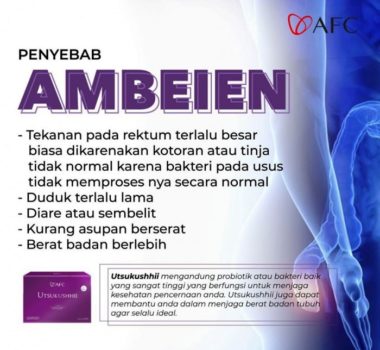 AFC
PENYEBAB
AMBEIEN
- Tekanan pada rektum terlalu besar
biasa dikarenakan kotoran atau tinja
tidak normal karena bakteri pada usus
tidak memproses nya secara normal
- Duduk terlalu lama
- Diare atau sembelit
- Kurang asupan berserat
- Berat badan berlebih
Utsukushhii mengandung probiotik atau bakteri baik
yang sangat tinggi yang berfungsi untuk menjaga
kesehatan pencernaan anda. Utsukushhii juga dapat
membantu anda dalam menjaga berat badan tubuh
agar selalu ideal.
AFC
UTSUKUSHHII